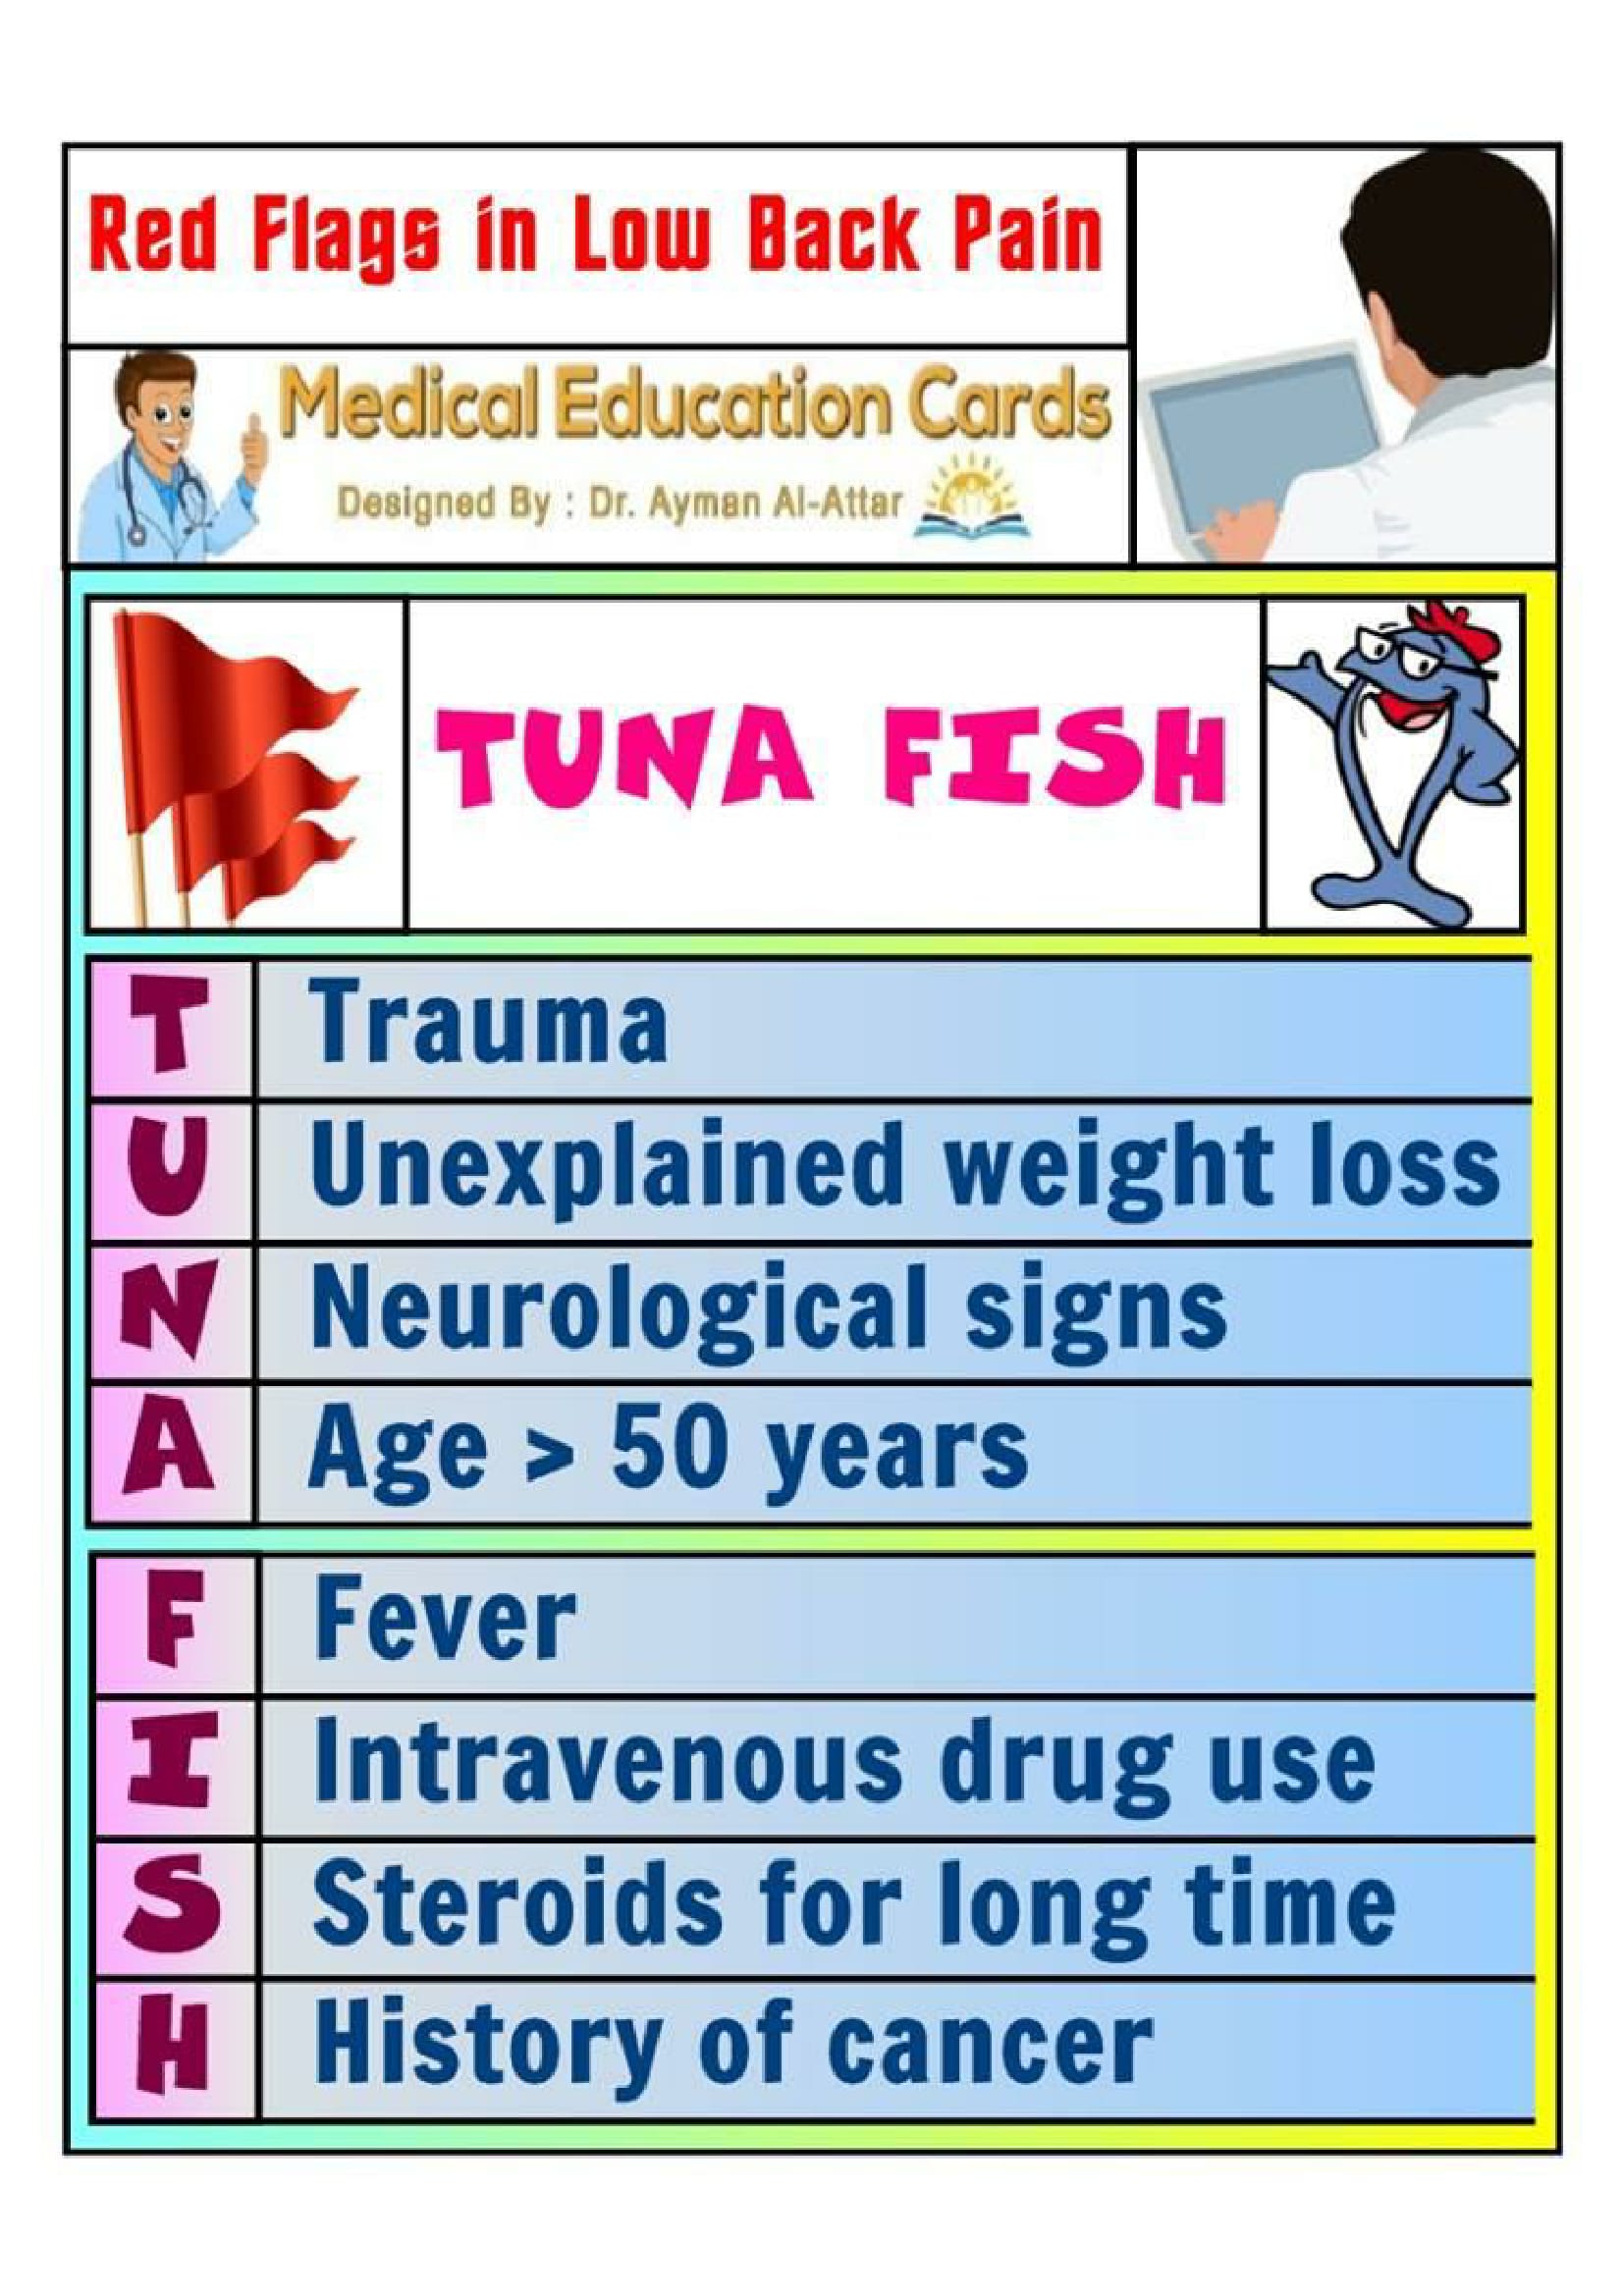 Red Flags in Low Back Pain
Medical Education Cards
Designed By : Dr. Ayman Al-Attar
TUNA FISH
T Trauma
U Unexplained weight loss
N Neurological signs
A Age > 50 years
F Fever
I Intravenous drug use
S Steroids for long time
H History of cancer